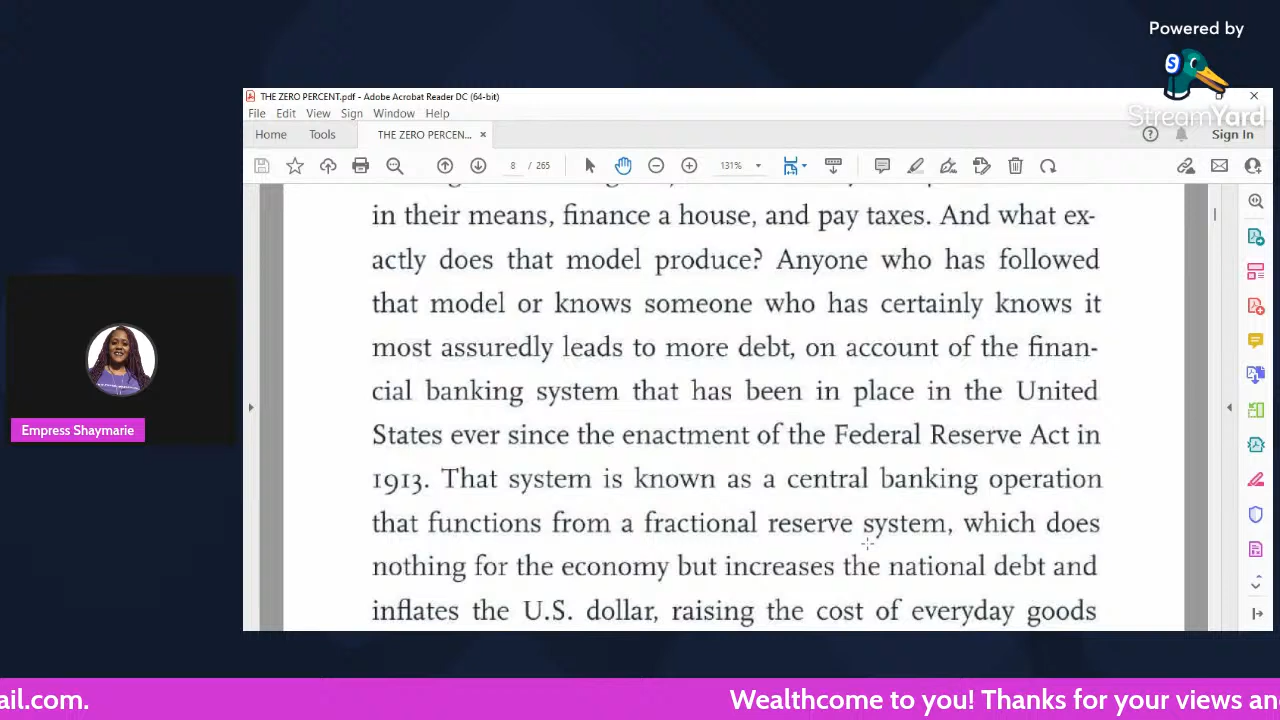 Powered by
StreamYard
THE ZERO PERCENT.pdf - Adobe Acrobat Reader DC (64-bit)
File Edit View Sign Window Help
Home Tools THE ZERO PERCEN... × Sign In
8 / 265 131%
in their means, finance a house, and pay taxes. And what ex-
actly does that model produce? Anyone who has followed
that model or knows someone who has certainly knows it
most assuredly leads to more debt, on account of the finan-
cial banking system that has been in place in the United
States ever since the enactment of the Federal Reserve Act in
1913. That system is known as a central banking operation
that functions from a fractional reserve system, which does
nothing for the economy but increases the national debt and
inflates the U.S. dollar, raising the cost of everyday goods
Empress Shaymarie
ail.com. Wealthcome to you! Thanks for your views an